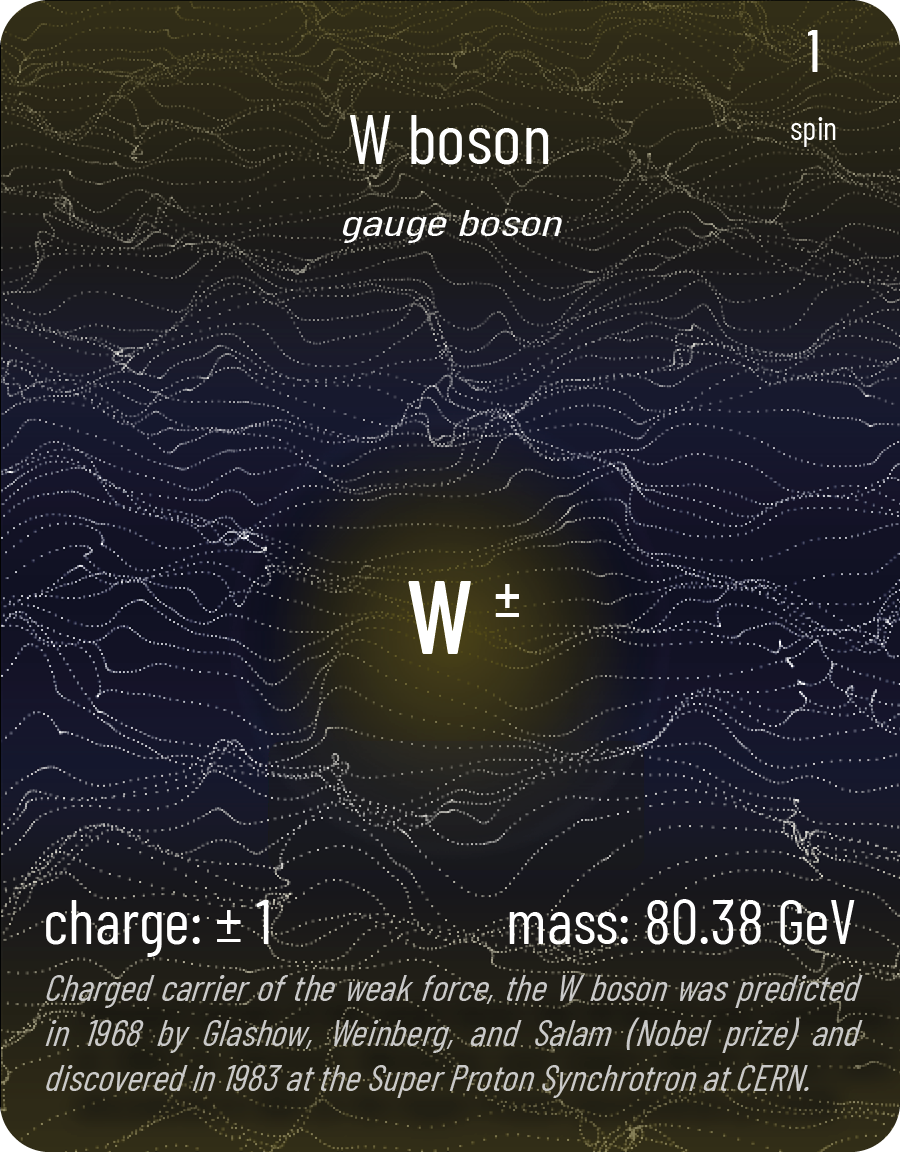 1
spin
W boson
gauge boson
W ±
charge: ± 1
mass: 80.38 GeV
Charged carrier of the weak force, the W boson was predicted
in 1968 by Glashow, Weinberg, and Salam (Nobel prize) and
discovered in 1983 at the Super Proton Synchrotron at CERN.